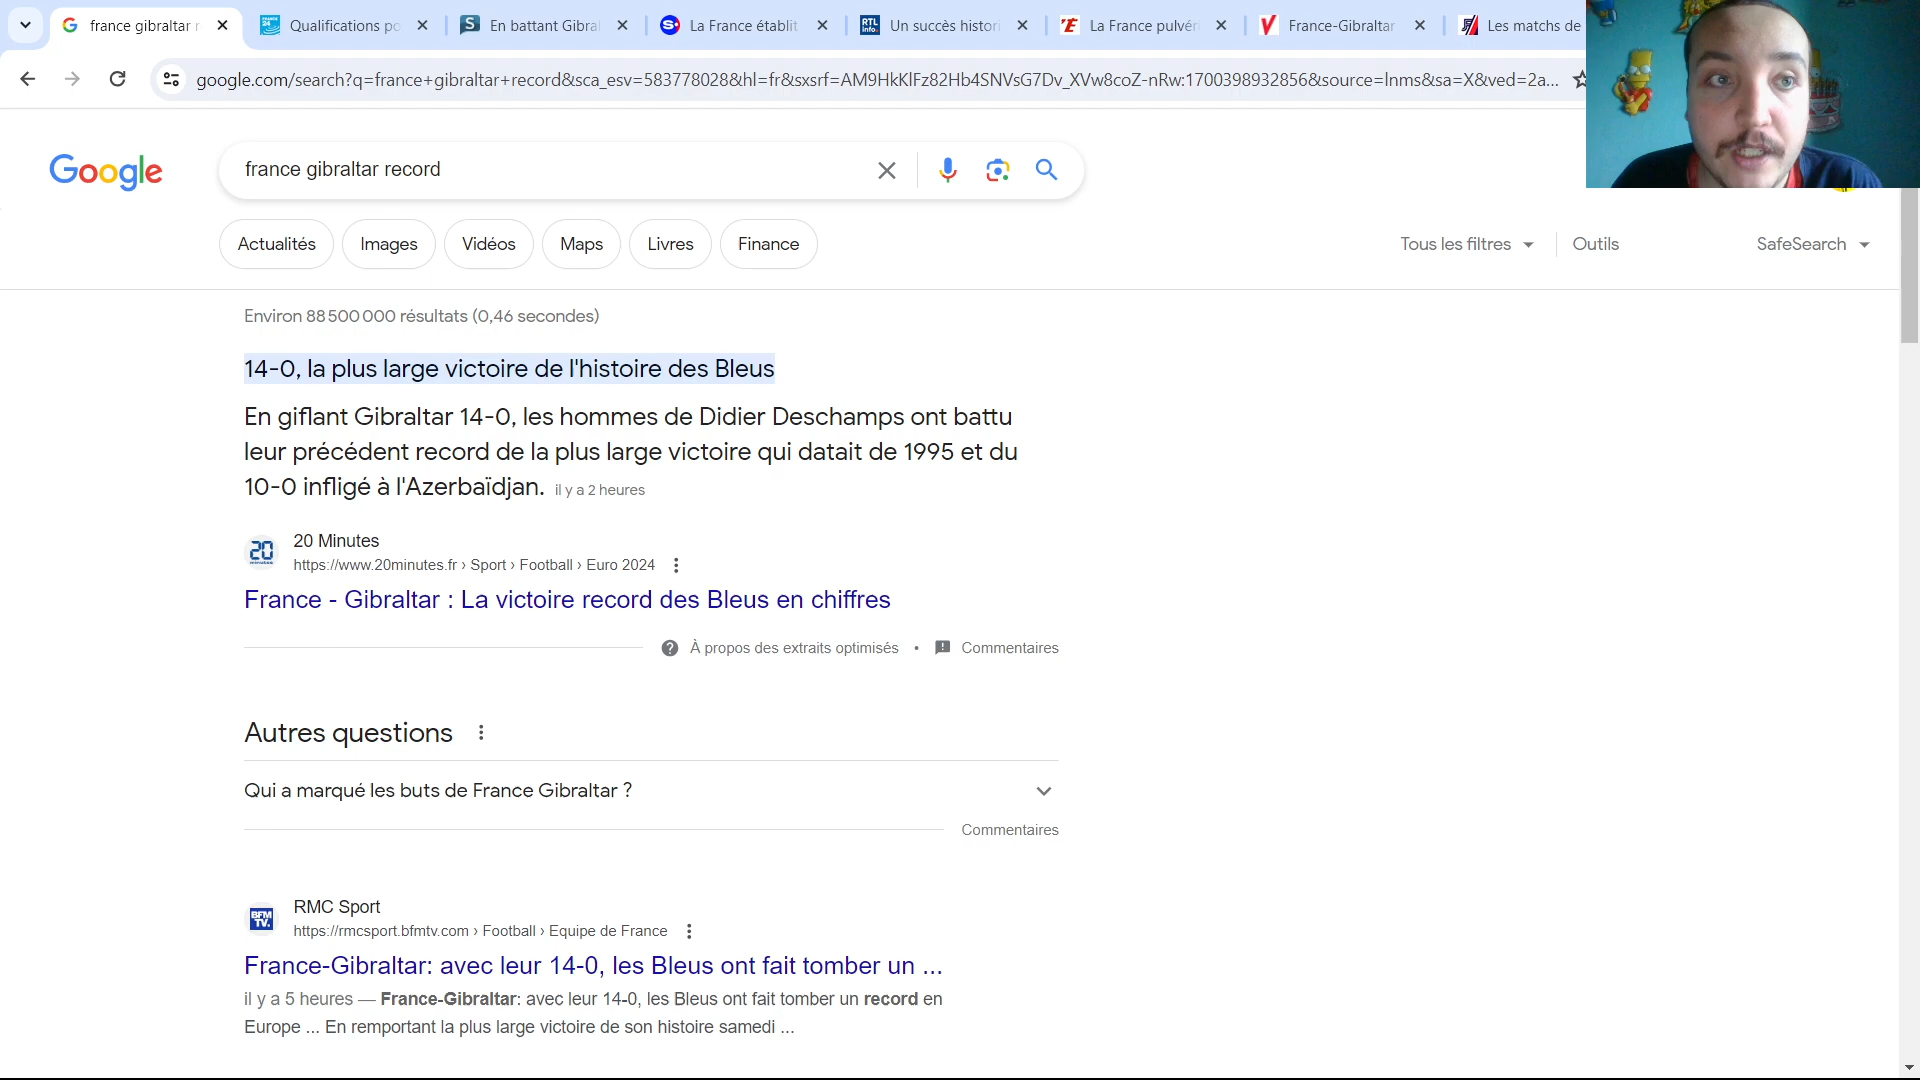 france gibraltar r
Qualifications po
En battant Gibral
La France établit
Un succès histori
La France pulvéri
France-Gibraltar
Les matchs de
google.com/search?q=france+gibraltar+record&sca_esv=583778028&hl=fr&sxsrf=AM9HkKlFz82Hb4SNVsG7Dv_XVw8coZ-nRw:1700398932856&source=lnms&sa=X&ved=2a...
Google
france gibraltar record
Actualités
Images
Vidéos
Maps
Livres
Finance
Tous les filtres
Outils
SafeSearch
Environ 88 500 000 résultats (0,46 secondes)
14-0, la plus large victoire de l'histoire des Bleus
En giflant Gibraltar 14-0, les hommes de Didier Deschamps ont battu
leur précédent record de la plus large victoire qui datait de 1995 et du
10-0 infligé à l'Azerbaïdjan. il y a 2 heures
20 Minutes
https://www.20minutes.fr › Sport › Football › Euro 2024
France - Gibraltar : La victoire record des Bleus en chiffres
À propos des extraits optimisés • Commentaires
Autres questions
Qui a marqué les buts de France Gibraltar ?
Commentaires
BFM
TV.
RMC Sport
https://rmcsport.bfmtv.com › Football › Equipe de France
France-Gibraltar: avec leur 14-0, les Bleus ont fait tomber un ...
il y a 5 heures — France-Gibraltar: avec leur 14-0, les Bleus ont fait tomber un record en
Europe ... En remportant la plus large victoire de son histoire samedi ...